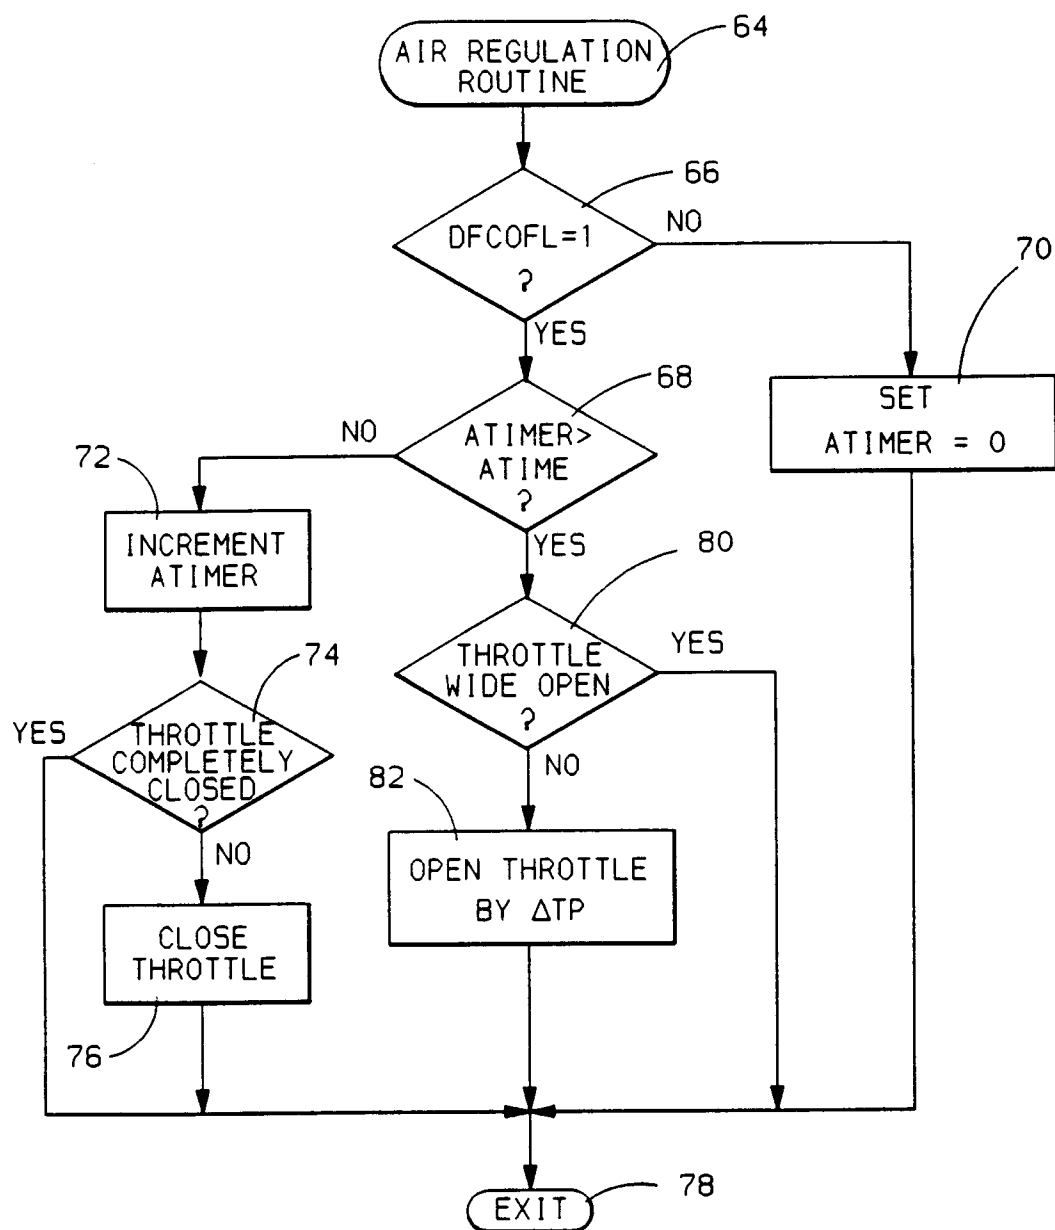 AIR REGULATION
ROUTINE
64
66
DFCOFL=1
?
NO
YES
70
SET
ATIMER = 0
68
ATIMER>
ATIME
?
NO
YES
72
INCREMENT
ATIMER
80
THROTTLE
WIDE OPEN
?
YES
NO
74
THROTTLE
COMPLETELY
CLOSED
?
YES
NO
82
OPEN THROTTLE
BY ΔTP
CLOSE
THROTTLE
76
EXIT
78